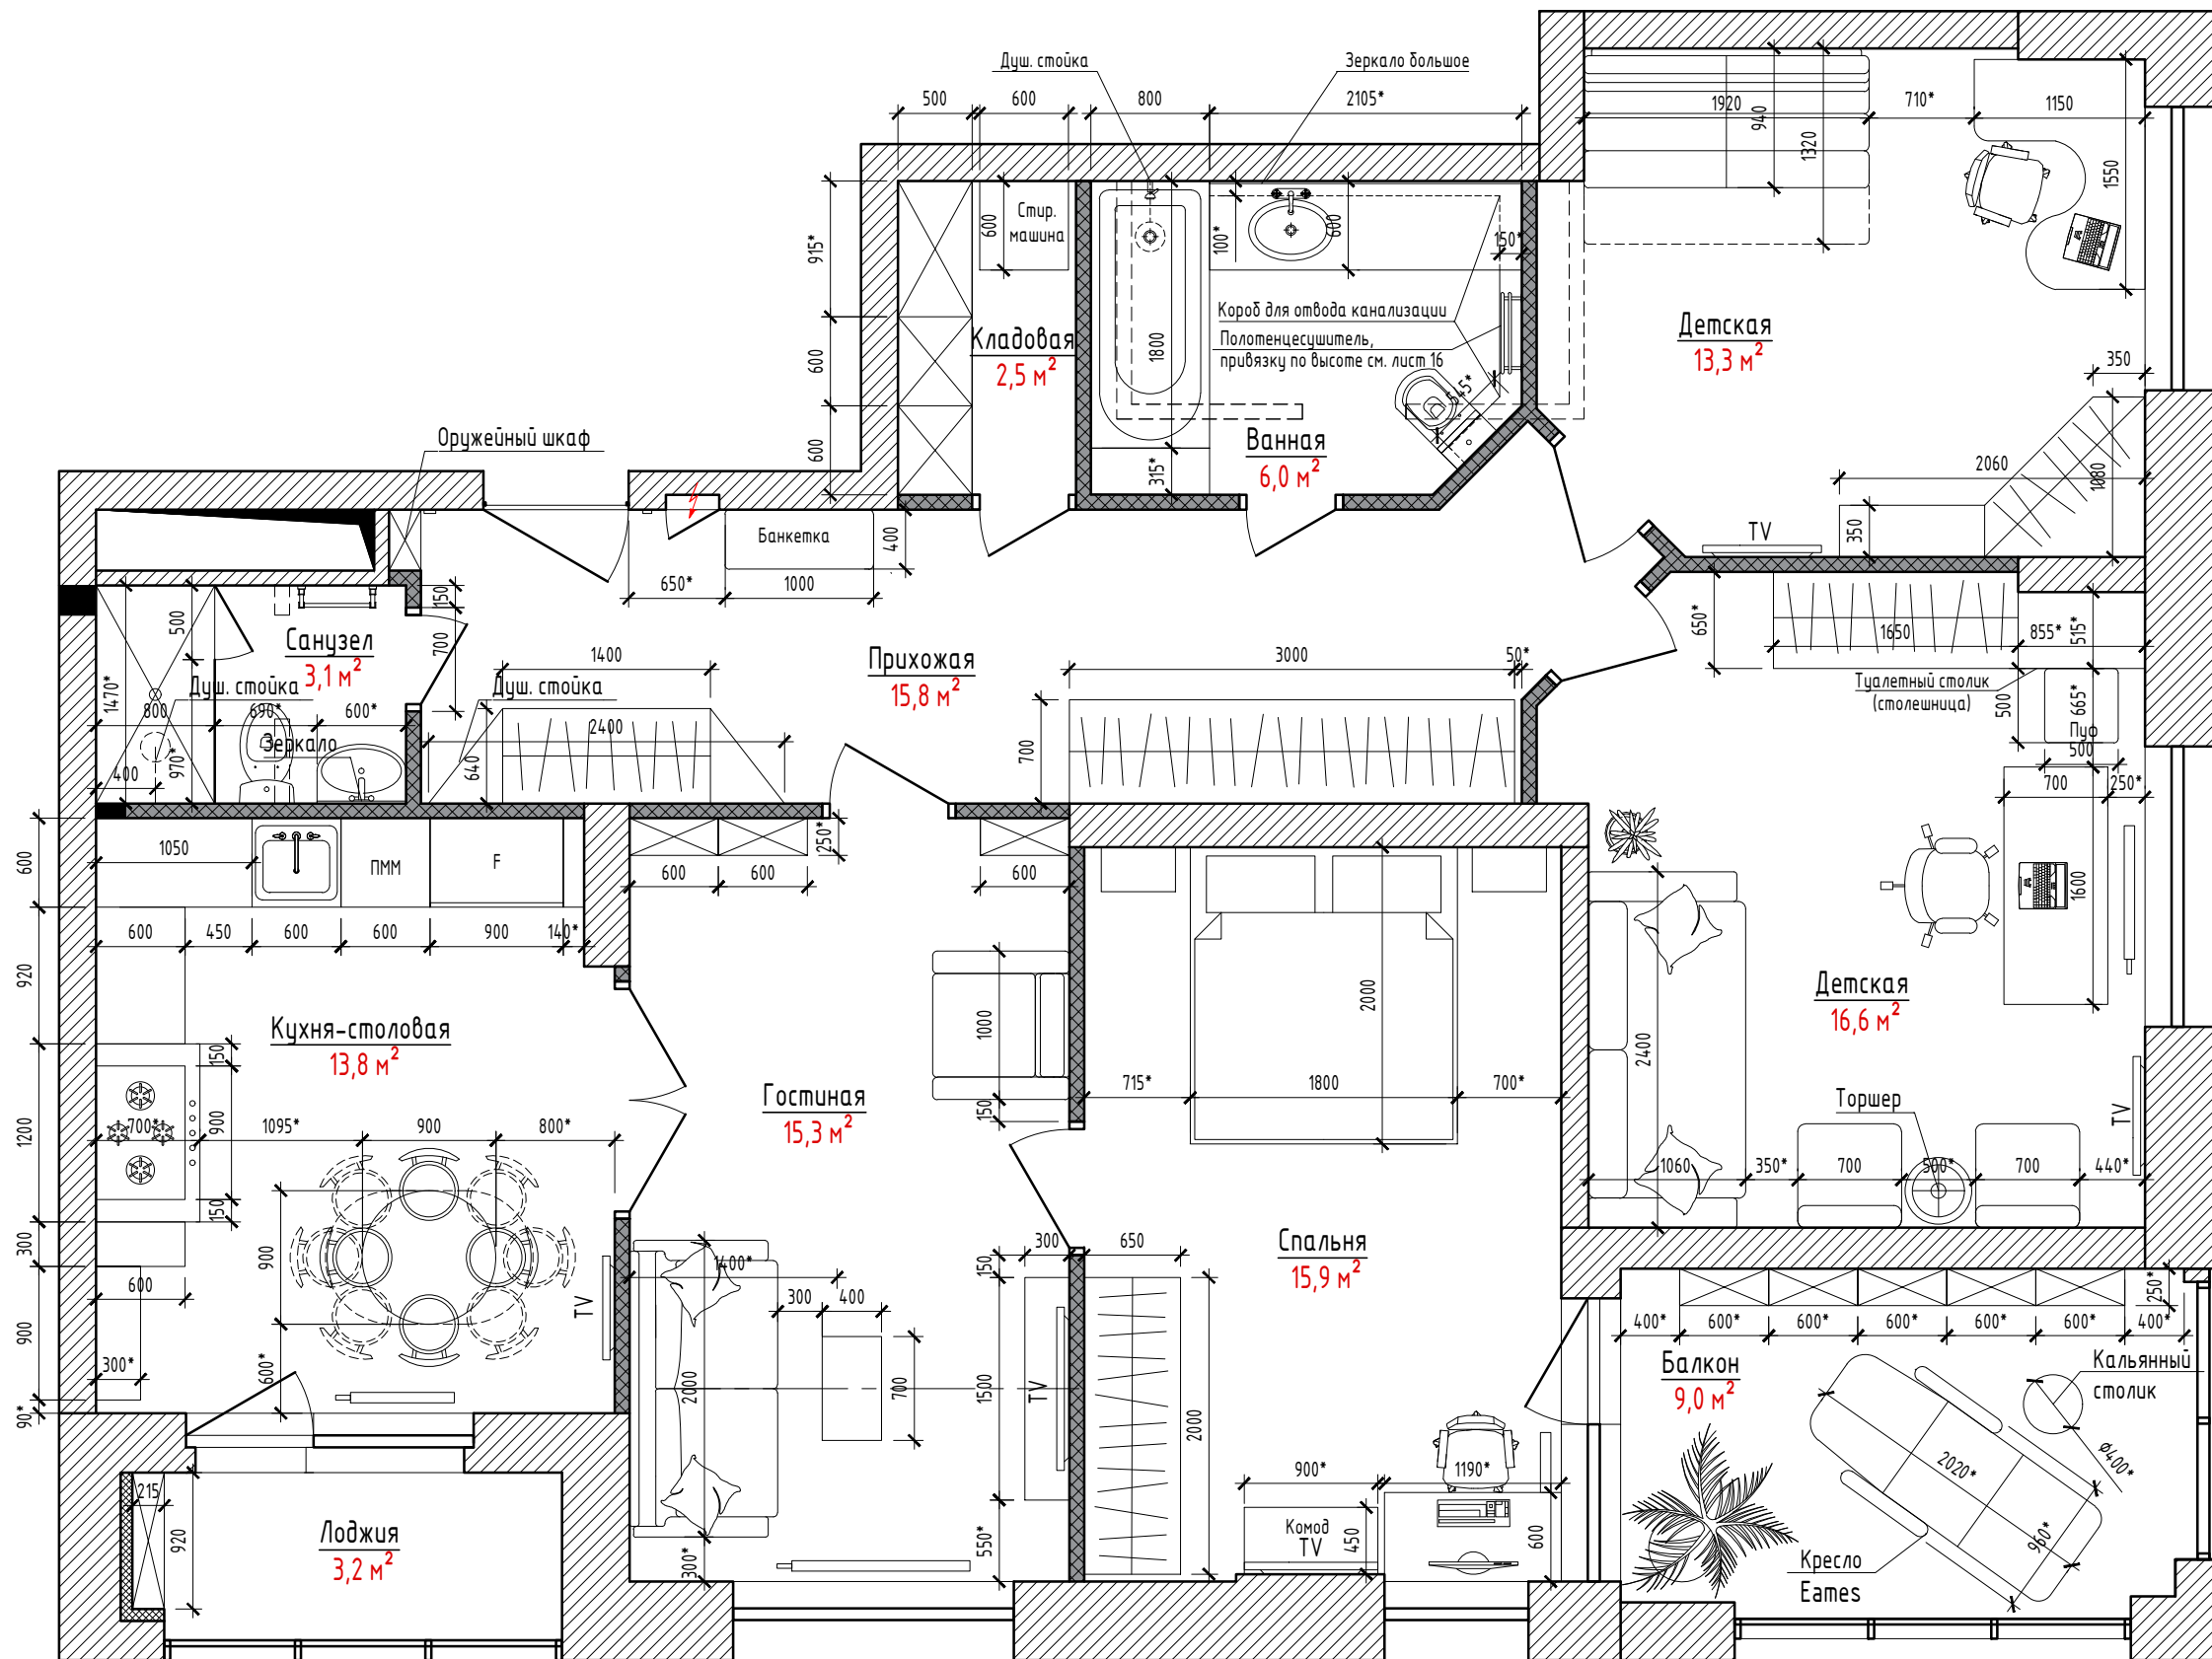 Душ. стойка
Зеркало большое
500
600
800
2105*
1920
940
1320
710*
1150
1550
915*
600
600
600
Стир.
машина
100*
600
150*
Короб для отвода канализации
Полотенцесушитель,
привязку по высоте см. лист 16
Кладовая
2,5 м²
1800
315*
545*
Ванная
6,0 м²
Детская
13,3 м²
350
2060
1080
350
TV
Оружейный шкаф
Банкетка
400
650*
1000
150
700
500
1470*
Санузел
3,1 м²
Душ. стойка
800
690*
600*
Зеркало
400
970*
1400
Душ. стойка
2400
640
Прихожая
15,8 м²
3000
50*
700
650*
1650
855*
515*
Туалетный столик
(столешница)
500
665*
Пуф
500
700
250*
1600
600
1050
ПММ
F
600
450
600
600
900
140*
920
250*
600
600
600
Кухня-столовая
13,8 м²
150
900
150
700*
1095*
900
800*
1200
300
900
90*
600
300*
900
600*
TV
Гостиная
15,3 м²
1000
150
1400*
300
400
700
2000
300*
300
150
1500
TV
550*
2000
715*
1800
700*
650
2000
Спальня
15,9 м²
900*
1190*
Комод
TV
450
600
Детская
16,6 м²
2400
Торшер
TV
1060
350*
700
500*
700
440*
250*
400*
600*
600*
600*
600*
600*
400*
Балкон
9,0 м²
Кальянный
столик
ø400*
2020*
960*
Кресло
Eames
215
920
Лоджия
3,2 м²